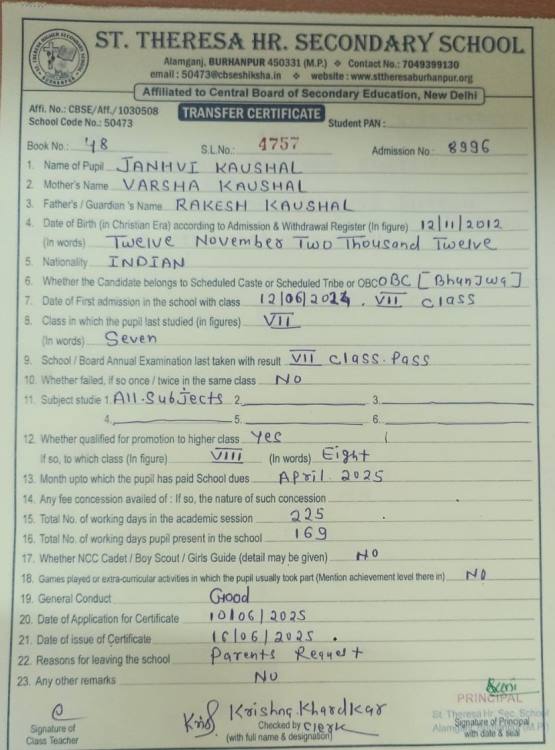 ST. THERESA HR. SECONDARY SCHOOL
Alamganj, BURHANPUR 450331 (M.P.) ❖ Contact No.: 7049399130
email : 50473@cbseshiksha.in ❖ website : www.sttheresaburhanpur.org
Affiliated to Central Board of Secondary Education, New Delhi
Affi. No.: CBSE/Aff./1030508
TRANSFER CERTIFICATE
School Code No.: 50473
Student PAN :
Book No.: 48 S.L.No.: 4757 Admission No.: 8996
1. Name of Pupil JANHVI KAUSHAL
2. Mother's Name VARSHA KAUSHAL
3. Father's / Guardian 's Name RAKESH KAUSHAL
4. Date of Birth (in Christian Era) according to Admission & Withdrawal Register (In figure) 12/11/2012
(In words) Twelve November Two Thousand Twelve
5. Nationality INDIAN
6. Whether the Candidate belongs to Scheduled Caste or Scheduled Tribe or OBC OBC [Bhunjwa]
7. Date of First admission in the school with class 12/06/2024. VII class
8. Class in which the pupil last studied (in figures) VII
(In words) Seven
9. School / Board Annual Examination last taken with result VII class. Pass
10. Whether failed, if so once / twice in the same class NO
11. Subject studie 1. All-Subjects 2. 3.
4. 5. 6.
12. Whether qualified for promotion to higher class Yes
If so, to which class (In figure) VIII (In words) Eight
13. Month upto which the pupil has paid School dues April. 2025
14. Any fee concession availed of : If so, the nature of such concession
15. Total No. of working days in the academic session 225
16. Total No. of working days pupil present in the school 169
17. Whether NCC Cadet / Boy Scout / Girls Guide (detail may be given) NO
18. Games played or extra-curricular activities in which the pupil usually took part (Mention achievement level there in) NO
19. General Conduct Good
20. Date of Application for Certificate 10/06/2025
21. Date of issue of Certificate 16/06/2025
22. Reasons for leaving the school Parents Request
23. Any other remarks NO
Krishna Khardkar
PRINCIPAL
St. Theresa Hr. Sec. School
Signature of
Class Teacher
Checked by Clerk
(with full name & designation)
Signature of Principal
with date & seal